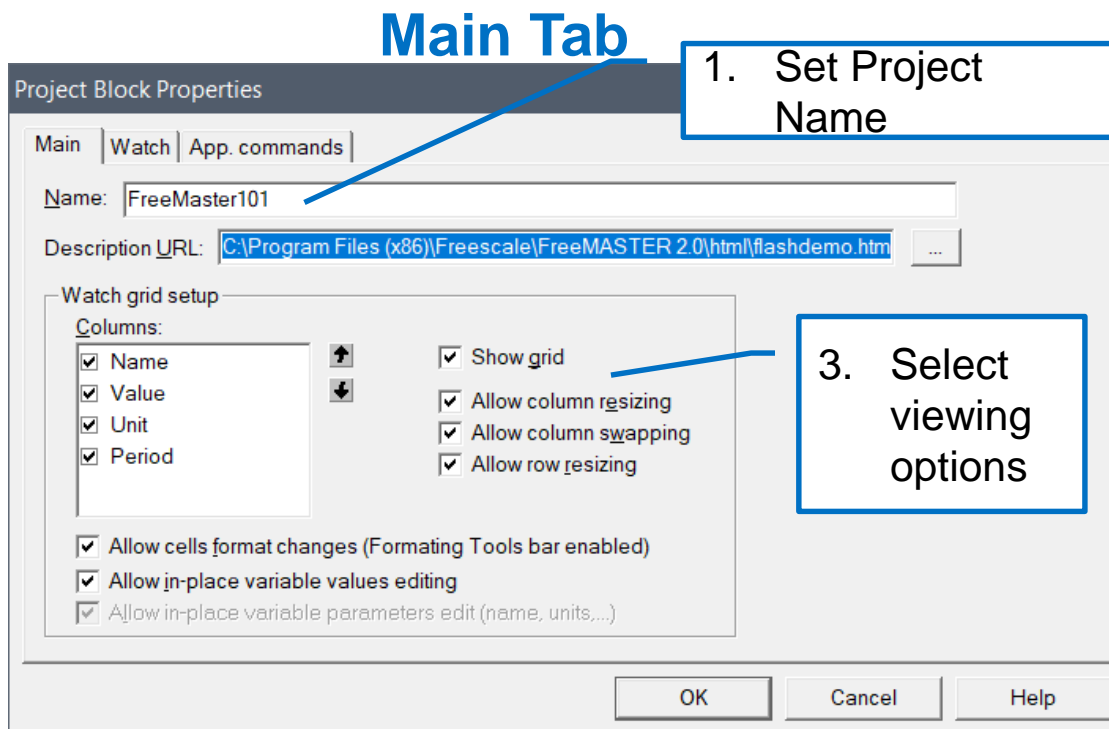 Main Tab
1. Set Project
Name
Project Block Properties
Main Watch App. commands
Name: FreeMaster101
Description URL: C:\Program Files (x86)\Freescale\FreeMASTER 2.0\html\flashdemo.htm ...
Watch grid setup
Columns:
Name
Value
Unit
Period
Show grid
Allow column resizing
Allow column swapping
Allow row resizing
3. Select
viewing
options
Allow cells format changes (Formating Tools bar enabled)
Allow in-place variable values editing
Allow in-place variable parameters edit (name, units,...)
OK Cancel Help